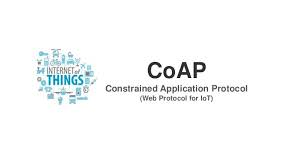 INTERNET of
THINGS
CoAP
Constrained Application Protocol
(Web Protocol for IoT)